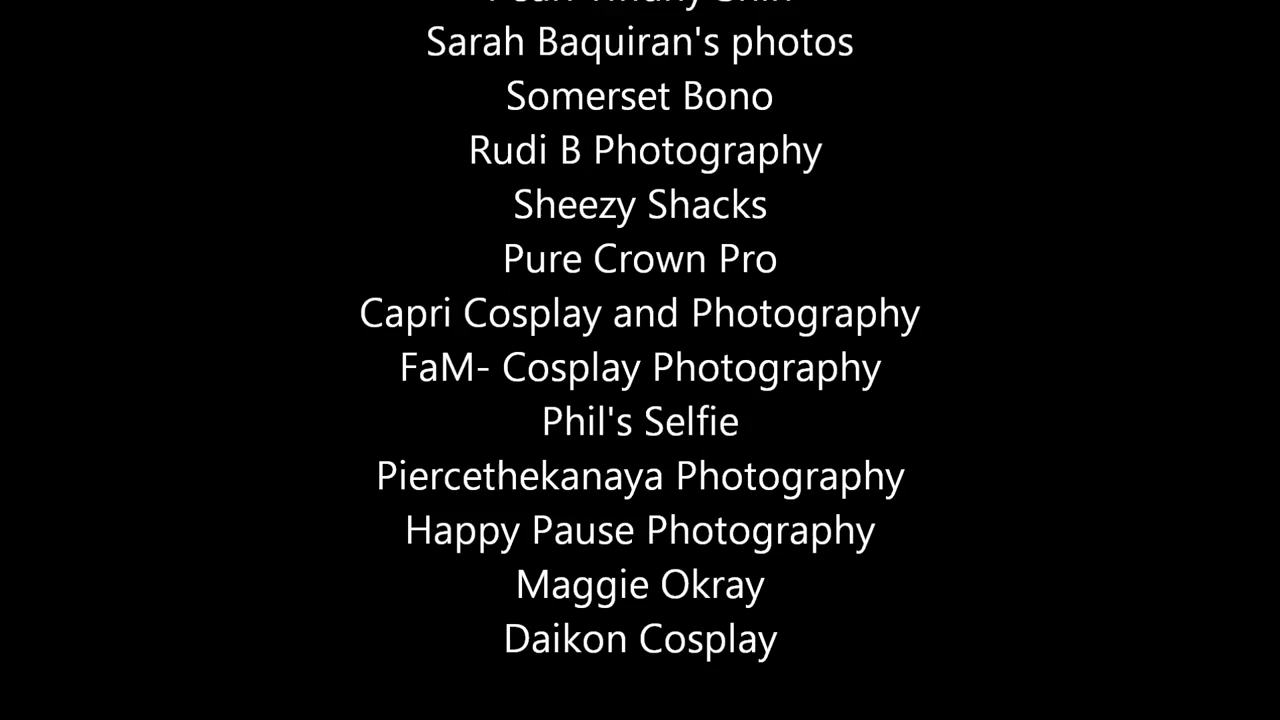 Sarah Baquiran's photos
Somerset Bono
Rudi B Photography
Sheezy Shacks
Pure Crown Pro
Capri Cosplay and Photography
FaM- Cosplay Photography
Phil's Selfie
Piercethekanaya Photography
Happy Pause Photography
Maggie Okray
Daikon Cosplay